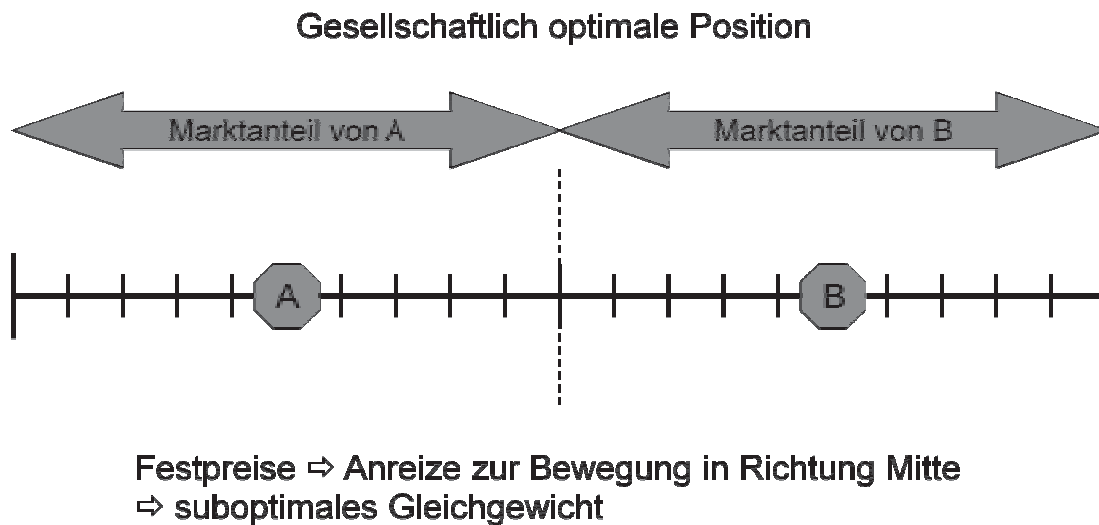 Gesellschaftlich optimale Position
Marktanteil von A
Marktanteil von B
A
B
Festpreise ⇨ Anreize zur Bewegung in Richtung Mitte
⇨ suboptimales Gleichgewicht